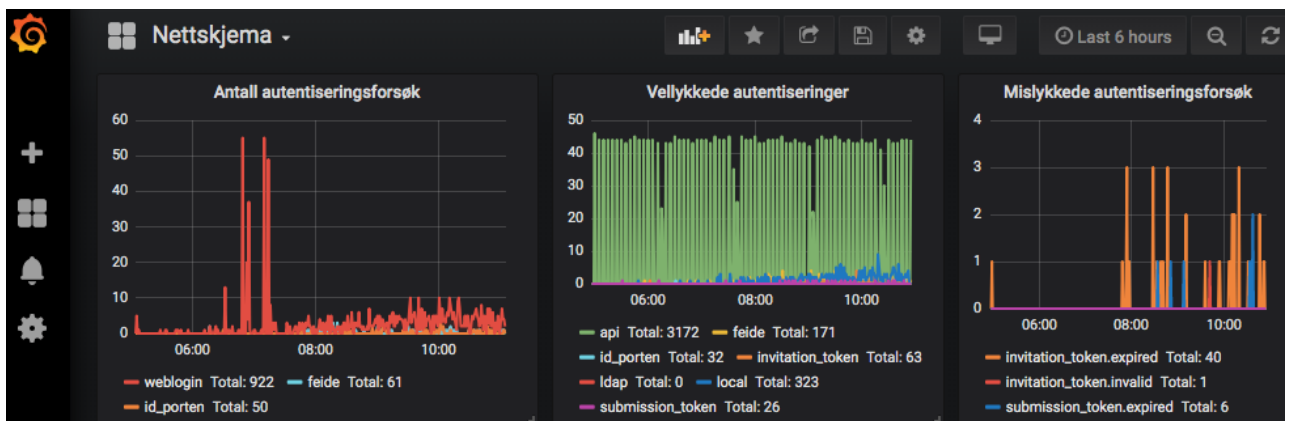 Nettskjema
Last 6 hours
Antall autentiseringsforsøk
60
50
40
30
20
10
0
06:00 08:00 10:00
weblogin Total: 922 feide Total: 61
id_porten Total: 50
Vellykkede autentiseringer
50
40
30
20
10
0
06:00 08:00 10:00
api Total: 3172 feide Total: 171
id_porten Total: 32 invitation_token Total: 63
ldap Total: 0 local Total: 323
submission_token Total: 26
Mislykkede autentiseringsforsøk
4
3
2
1
0
06:00 08:00 10:00
invitation_token.expired Total: 40
invitation_token.invalid Total: 1
submission_token.expired Total: 6